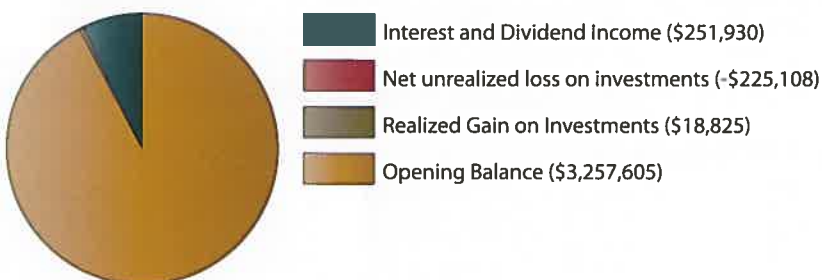 Interest and Dividend income ($251,930)
Net unrealized loss on investments (-$225,108)
Realized Gain on Investments ($18,825)
Opening Balance ($3,257,605)